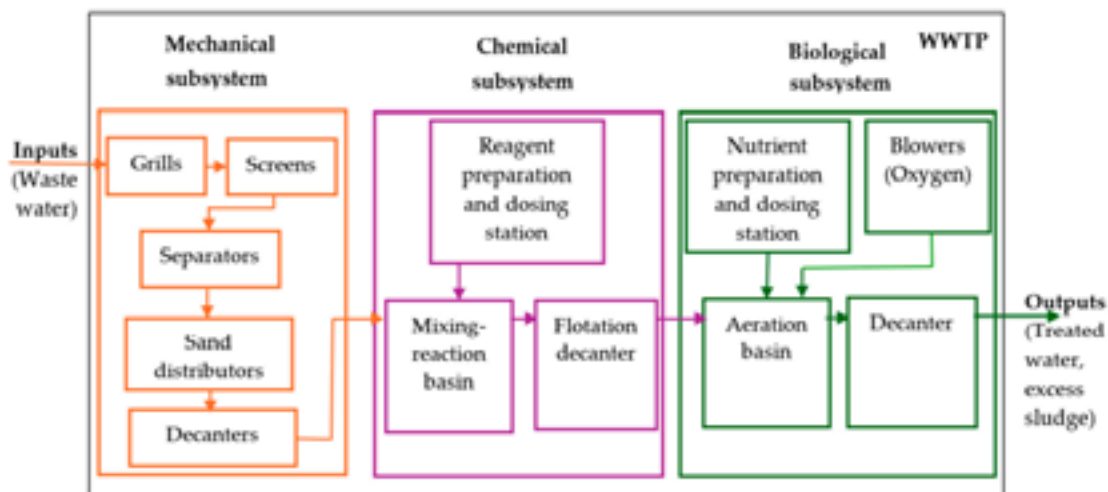 Mechanical
subsystem
Chemical
subsystem
Biological
subsystem
WWTP
Inputs
(Waste
water)
Grills
Screens
Separators
Sand
distributors
Decanters
Reagent
preparation
and dosing
station
Mixing-
reaction
basin
Flotation
decanter
Nutrient
preparation
and dosing
station
Blowers
(Oxygen)
Aeration
basin
Decanter
Outputs
(Treated
water,
excess
sludge)